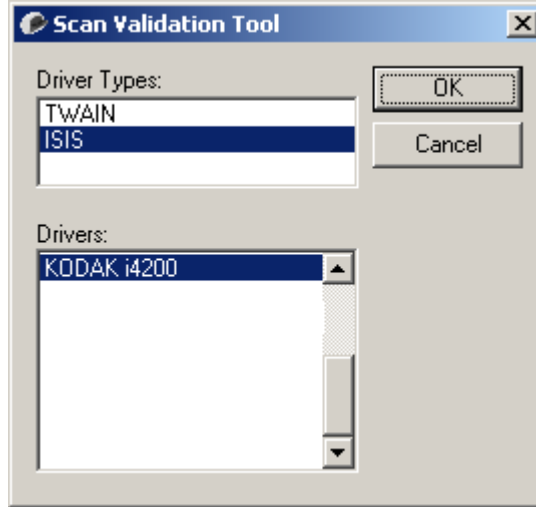 Scan Validation Tool
Driver Types:
TWAIN
ISIS
OK
Cancel
Drivers:
KODAK i4200